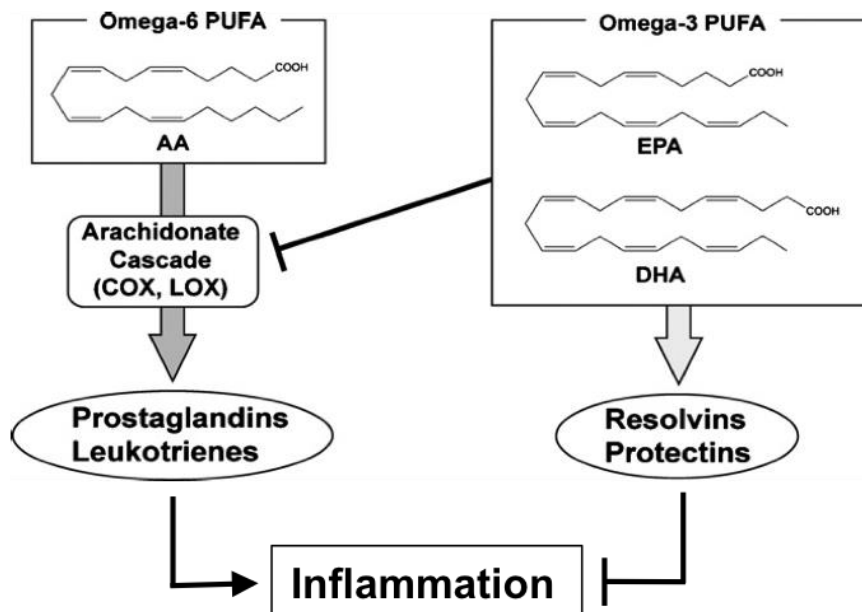 Omega-6 PUFA
COOH
AA
Arachidonate
Cascade
(COX, LOX)
Prostaglandins
Leukotrienes
Omega-3 PUFA
COOH
EPA
COOH
DHA
Resolvins
Protectins
Inflammation